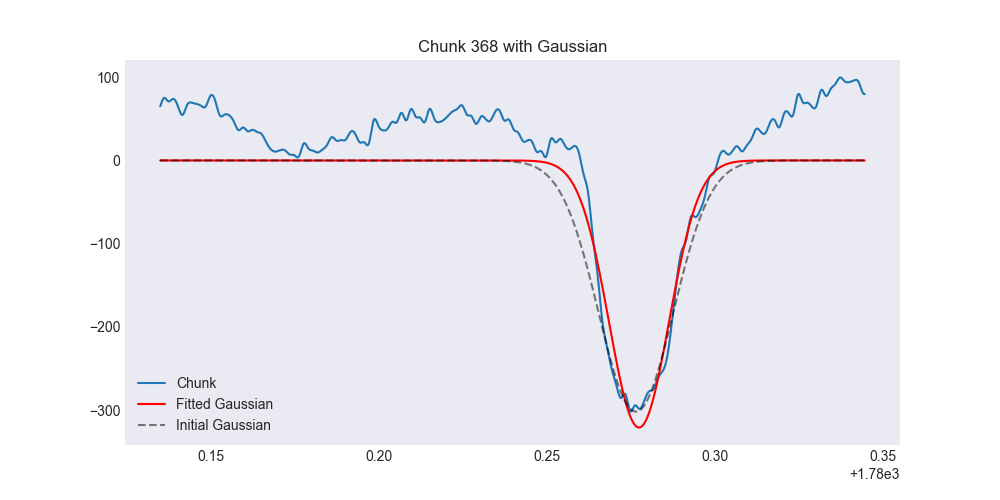 Chunk 368 with Gaussian
100
0
−100
−200
−300
Chunk
Fitted Gaussian
Initial Gaussian
0.15 0.20 0.25 0.30 0.35
+1.78e3